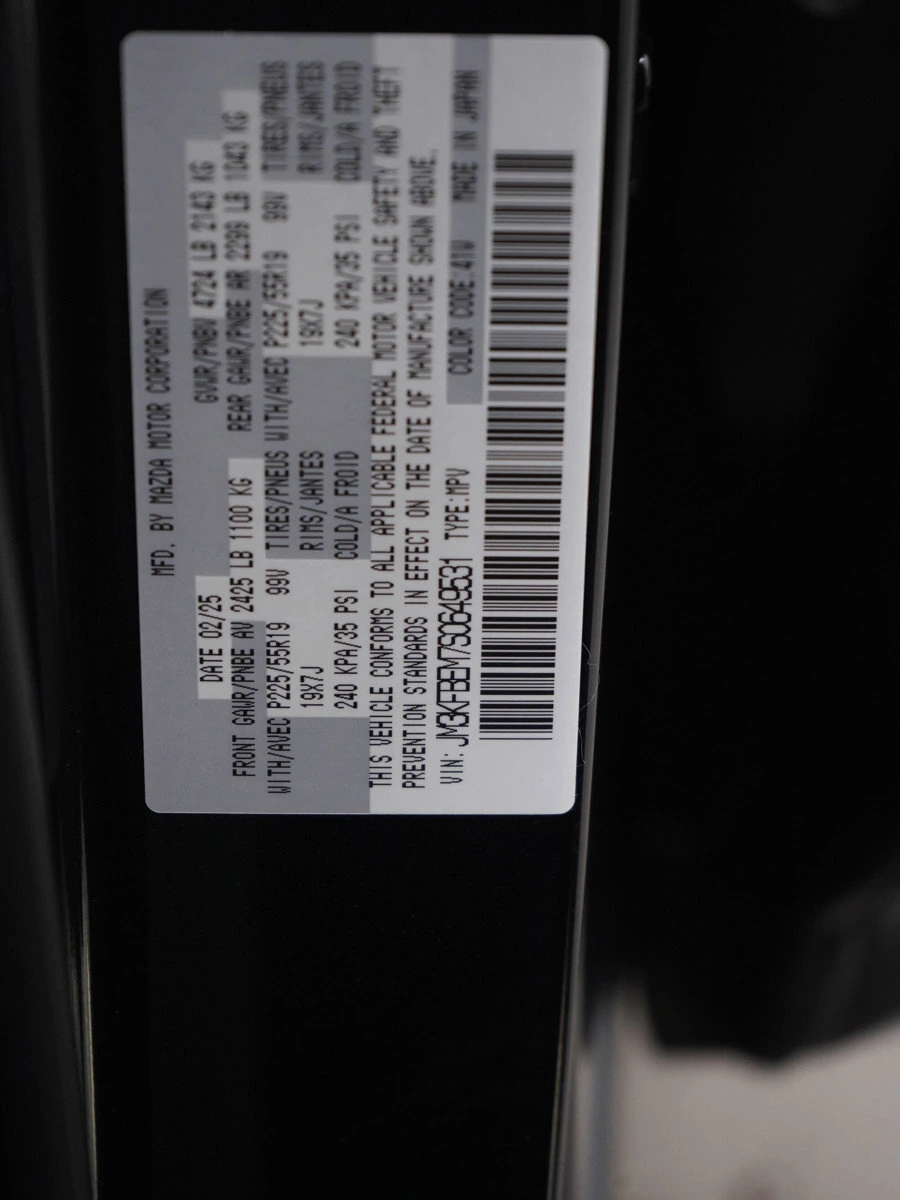 MFD. BY MAZDA MOTOR CORPORATION
DATE 02/25 GVWR/PNBV 4724 LB 2143 KG
FRONT GAWR/PNBE AV 2425 LB 1100 KG REAR GAWR/PNBE AR 2299 LB 1043 KG
WITH/AVEC P225/55R19 99V TIRES/PNEUS WITH/AVEC P225/55R19 99V TIRES/PNEUS
19X7J RIMS/JANTES 19X7J RIMS/JANTES
240 KPA/35 PSI COLD/A FROID 240 KPA/35 PSI COLD/A FROID
THIS VEHICLE CONFORMS TO ALL APPLICABLE FEDERAL MOTOR VEHICLE SAFETY AND THEFT
PREVENTION STANDARDS IN EFFECT ON THE DATE OF MANUFACTURE SHOWN ABOVE.
VIN: JM3KFBEM7S0649531 TYPE:MPV COLOR CODE:41W MADE IN JAPAN